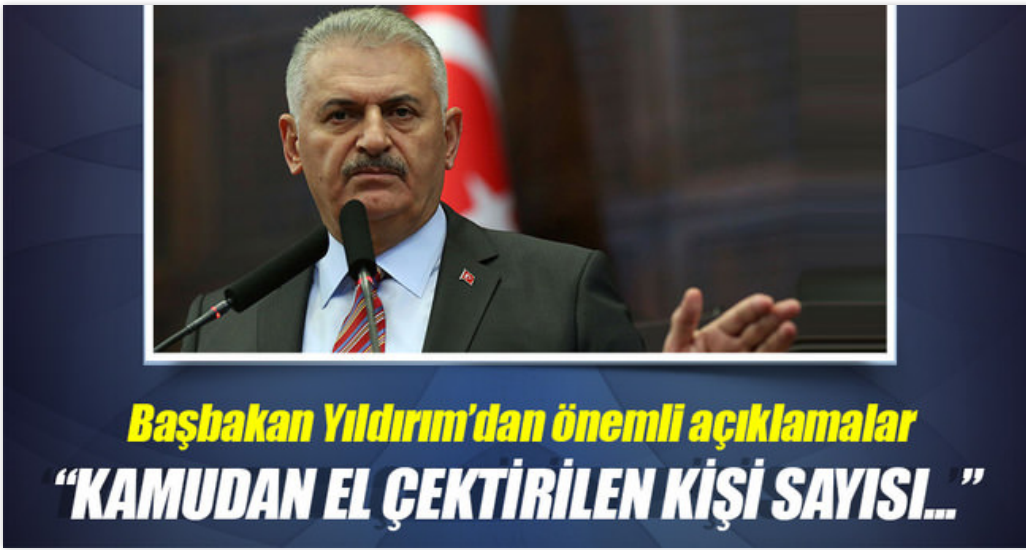 Başbakan Yıldırım’dan önemli açıklamalar
“KAMUDAN EL ÇEKTİRİLEN KİŞİ SAYISI...”